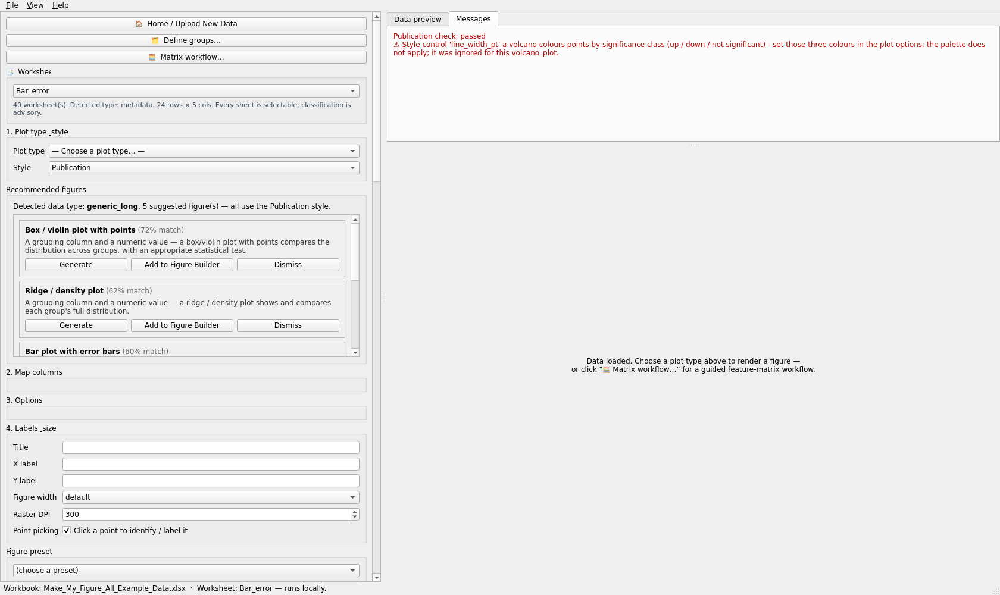 File View Help
🏠 Home / Upload New Data
🗂️ Define groups...
🧮 Matrix workflow...
📑 Workshee
Bar_error
40 worksheet(s). Detected type: metadata. 24 rows × 5 cols. Every sheet is selectable; classification is
advisory.
1. Plot type _style
Plot type — Choose a plot type... —
Style Publication
Recommended figures
Detected data type: generic_long. 5 suggested figure(s) — all use the Publication style.
Box / violin plot with points (72% match)
A grouping column and a numeric value — a box/violin plot with points compares the
distribution across groups, with an appropriate statistical test.
Generate Add to Figure Builder Dismiss
Ridge / density plot (62% match)
A grouping column and a numeric value — a ridge / density plot shows and compares
each group's full distribution.
Generate Add to Figure Builder Dismiss
Bar plot with error bars (60% match)
2. Map columns
3. Options
4. Labels _size
Title
X label
Y label
Figure width default
Raster DPI 300
Point picking ✓ Click a point to identify / label it
Figure preset
(choose a preset)
Data preview Messages
Publication check: passed
⚠ Style control 'line_width_pt' a volcano colours points by significance class (up / down / not significant) - set those three colours in the plot options; the palette does
not apply; it was ignored for this volcano_plot.
Data loaded. Choose a plot type above to render a figure —
or click “🧮 Matrix workflow...” for a guided feature-matrix workflow.
Workbook: Make_My_Figure_All_Example_Data.xlsx · Worksheet: Bar_error — runs locally.